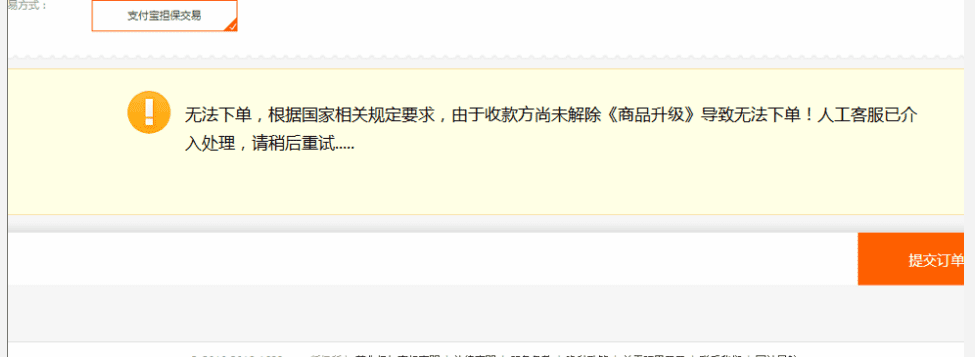 易方式：
支付宝担保交易
无法下单，根据国家相关规定要求，由于收款方尚未解除《商品升级》导致无法下单！人工客服已介
入处理，请稍后重试.....
提交订单